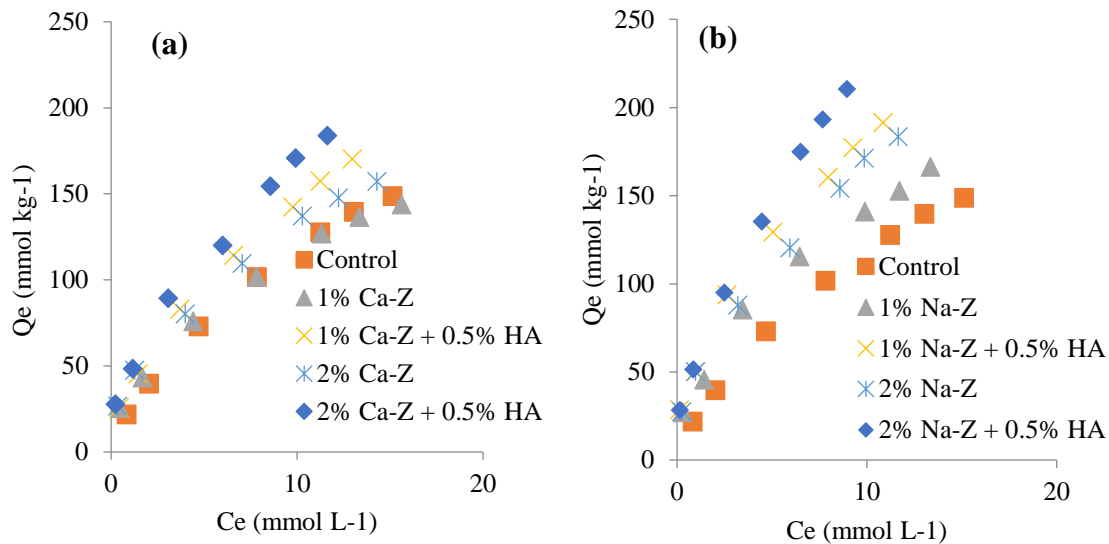 (a)
250
200
150
100
50
0
0 10 20
Qe (mmol kg-1)
Ce (mmol L-1)
Control
1% Ca-Z
1% Ca-Z + 0.5% HA
2% Ca-Z
2% Ca-Z + 0.5% HA
(b)
250
200
150
100
50
0
0 10 20
Qe (mmol kg-1)
Ce (mmol L-1)
Control
1% Na-Z
1% Na-Z + 0.5% HA
2% Na-Z
2% Na-Z + 0.5% HA